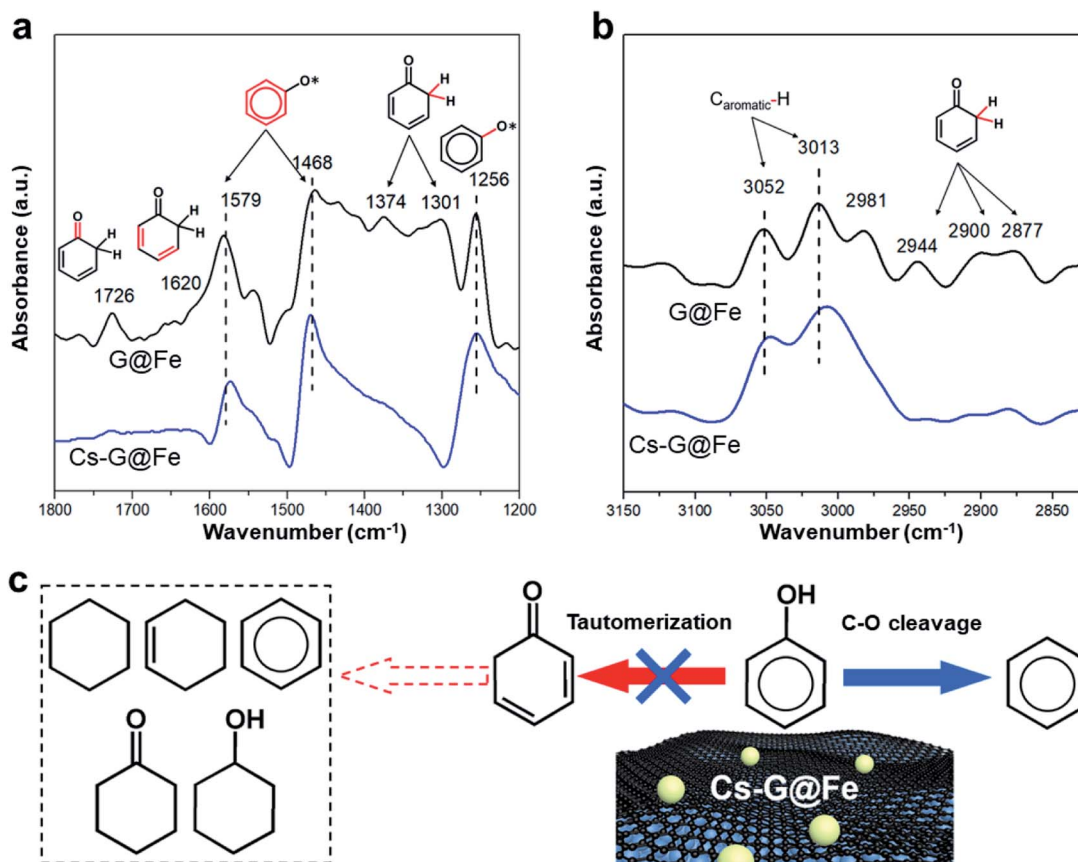 a
Absorbance (a.u.)
O*
O
H
H
O*
O
H
H
O
H
H
1726
1620
1579
1468
1374
1301
1256
G@Fe
Cs-G@Fe
1800
1700
1600
1500
1400
1300
1200
Wavenumber (cm-1)
b
Absorbance (a.u.)
Caromatic-H
O
H
H
3052
3013
2981
2944
2900
2877
G@Fe
Cs-G@Fe
3150
3100
3050
3000
2950
2900
2850
Wavenumber (cm-1)
c
O
OH
O
Tautomerization
OH
C-O cleavage
Cs-G@Fe